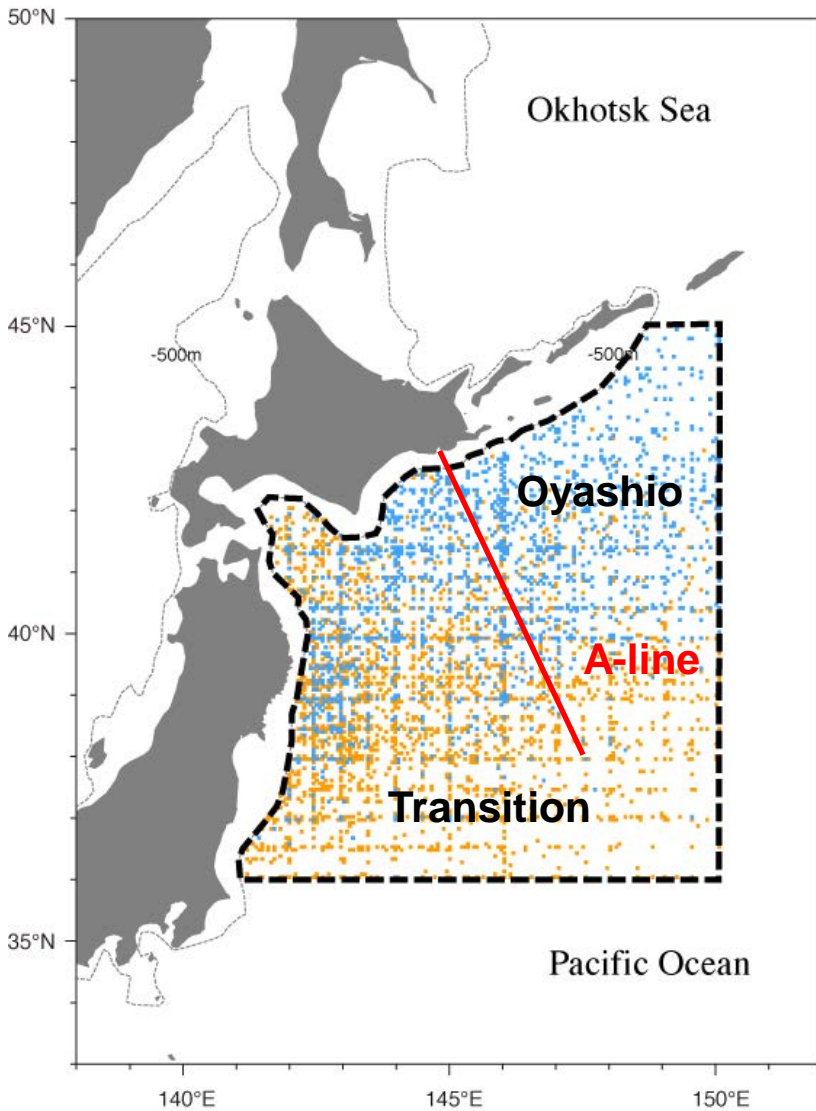 50°N
Okhotsk Sea
45°N
-500m
-500m
Oyashio
40°N
A-line
Transition
35°N
Pacific Ocean
140°E
145°E
150°E